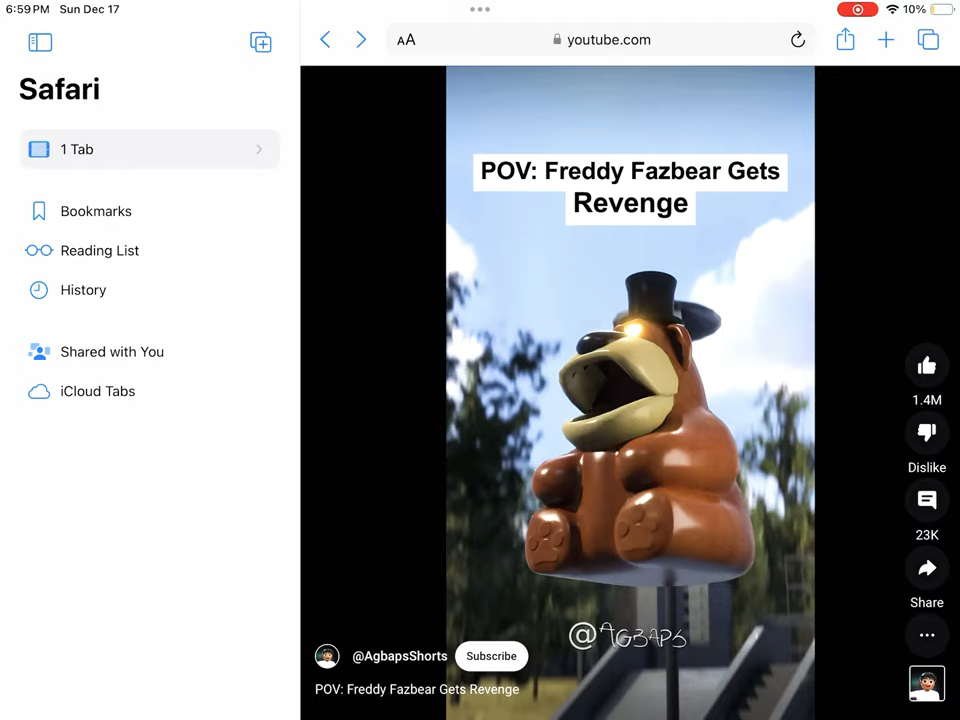 6:59 PM Sun Dec 17
10%
Safari
1 Tab
Bookmarks
Reading List
History
Shared with You
iCloud Tabs
AA
youtube.com
POV: Freddy Fazbear Gets
Revenge
@AGBAPS
1.4M
Dislike
23K
Share
@AgbapsShorts
Subscribe
POV: Freddy Fazbear Gets Revenge